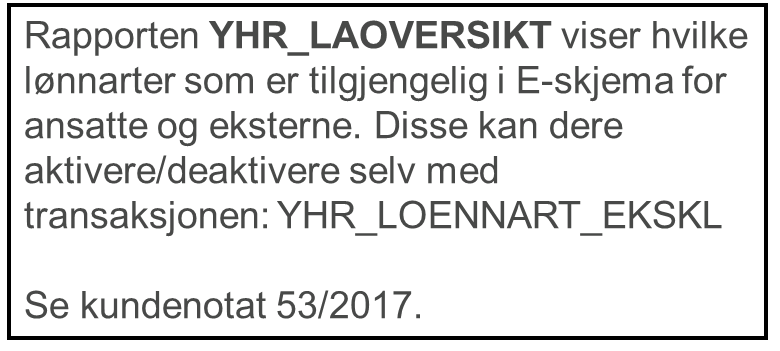 Rapporten YHR_LAOVERSIKT viser hvilke
lønnarter som er tilgjengelig i E-skjema for
ansatte og eksterne. Disse kan dere
aktivere/deaktivere selv med
transaksjonen: YHR_LOENNART_EKSKL
Se kundenotat 53/2017.